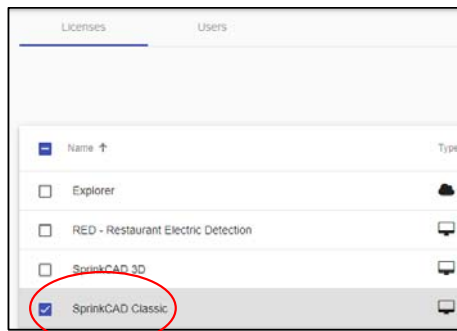 Licenses Users
Name ↑ Type
Explorer
RED - Restaurant Electric Detection
SprinkCAD 3D
SprinkCAD Classic